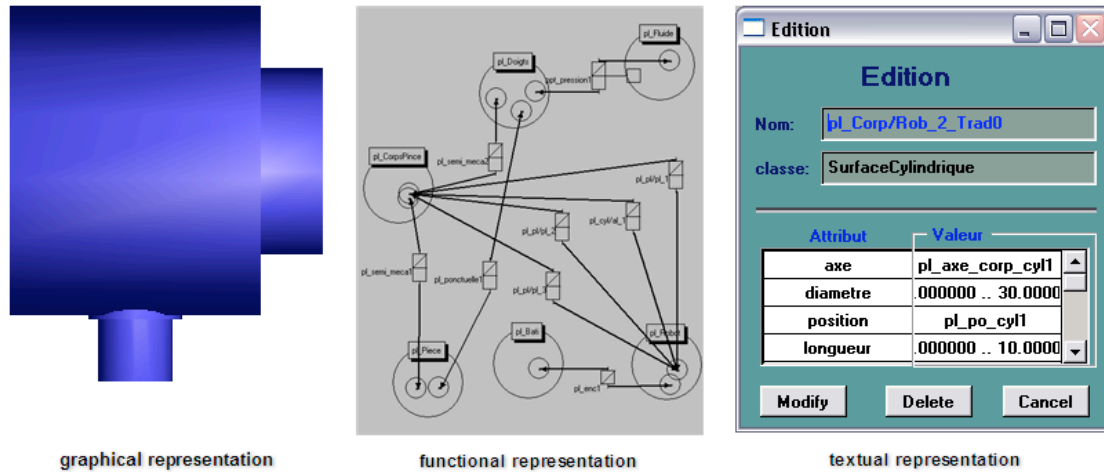 pl_Fluide
pl_Doigts
ppt_pression1
pl_CorpsPince
pl_semi_meca2
pl_pl/pl_1
pl_pl/pl_2
pl_cyl/al_1
pl_semi_meca1
pl_ponctuelle1
pl_pl/pl_3
pl_Piece
pl_Bati
pl_Robot
pl_enc1
Edition
Edition
Nom: pl_Corp/Rob_2_Trad0
classe: SurfaceCylindrique
Attribut Valeur
axe pl_axe_corp_cyl1
diametre .000000 .. 30.0000
position pl_po_cyl1
longueur .000000 .. 10.0000
Modify Delete Cancel
graphical representation functional representation textual representation